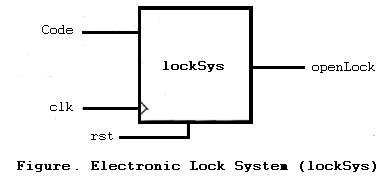 Code
lockSys
openLock
clk
rst
Figure. Electronic Lock System (lockSys)